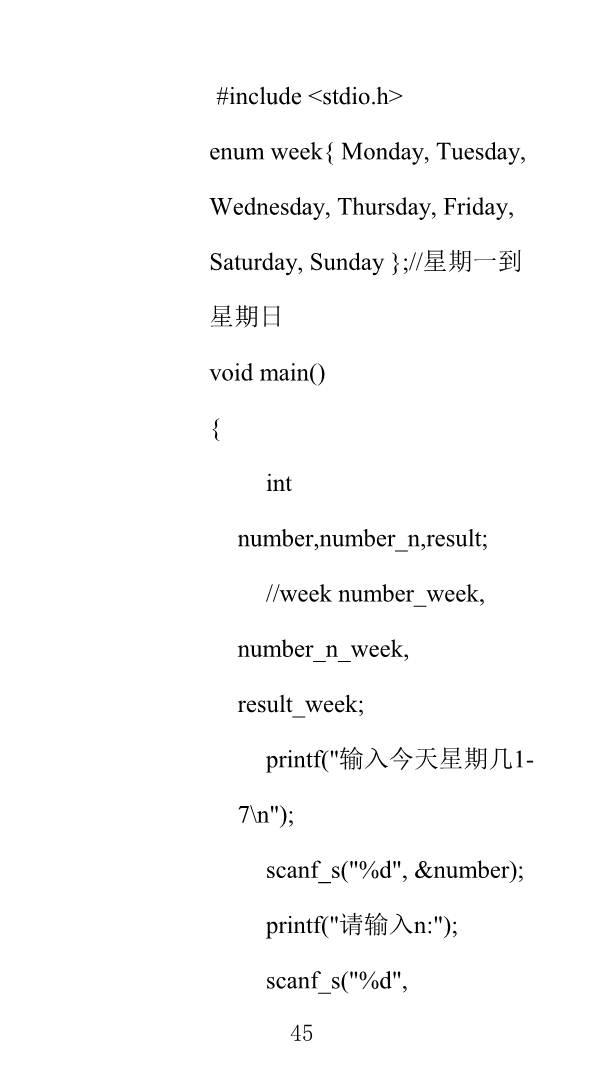 #include <stdio.h>
enum week{ Monday, Tuesday,
Wednesday, Thursday, Friday,
Saturday, Sunday };//星期一到
星期日
void main()
{
int
number,number_n,result;
//week number_week,
number_n_week,
result_week;
printf("输入今天星期几1-
7\n");
scanf_s("%d", &number);
printf("请输入n:");
scanf_s("%d",
45